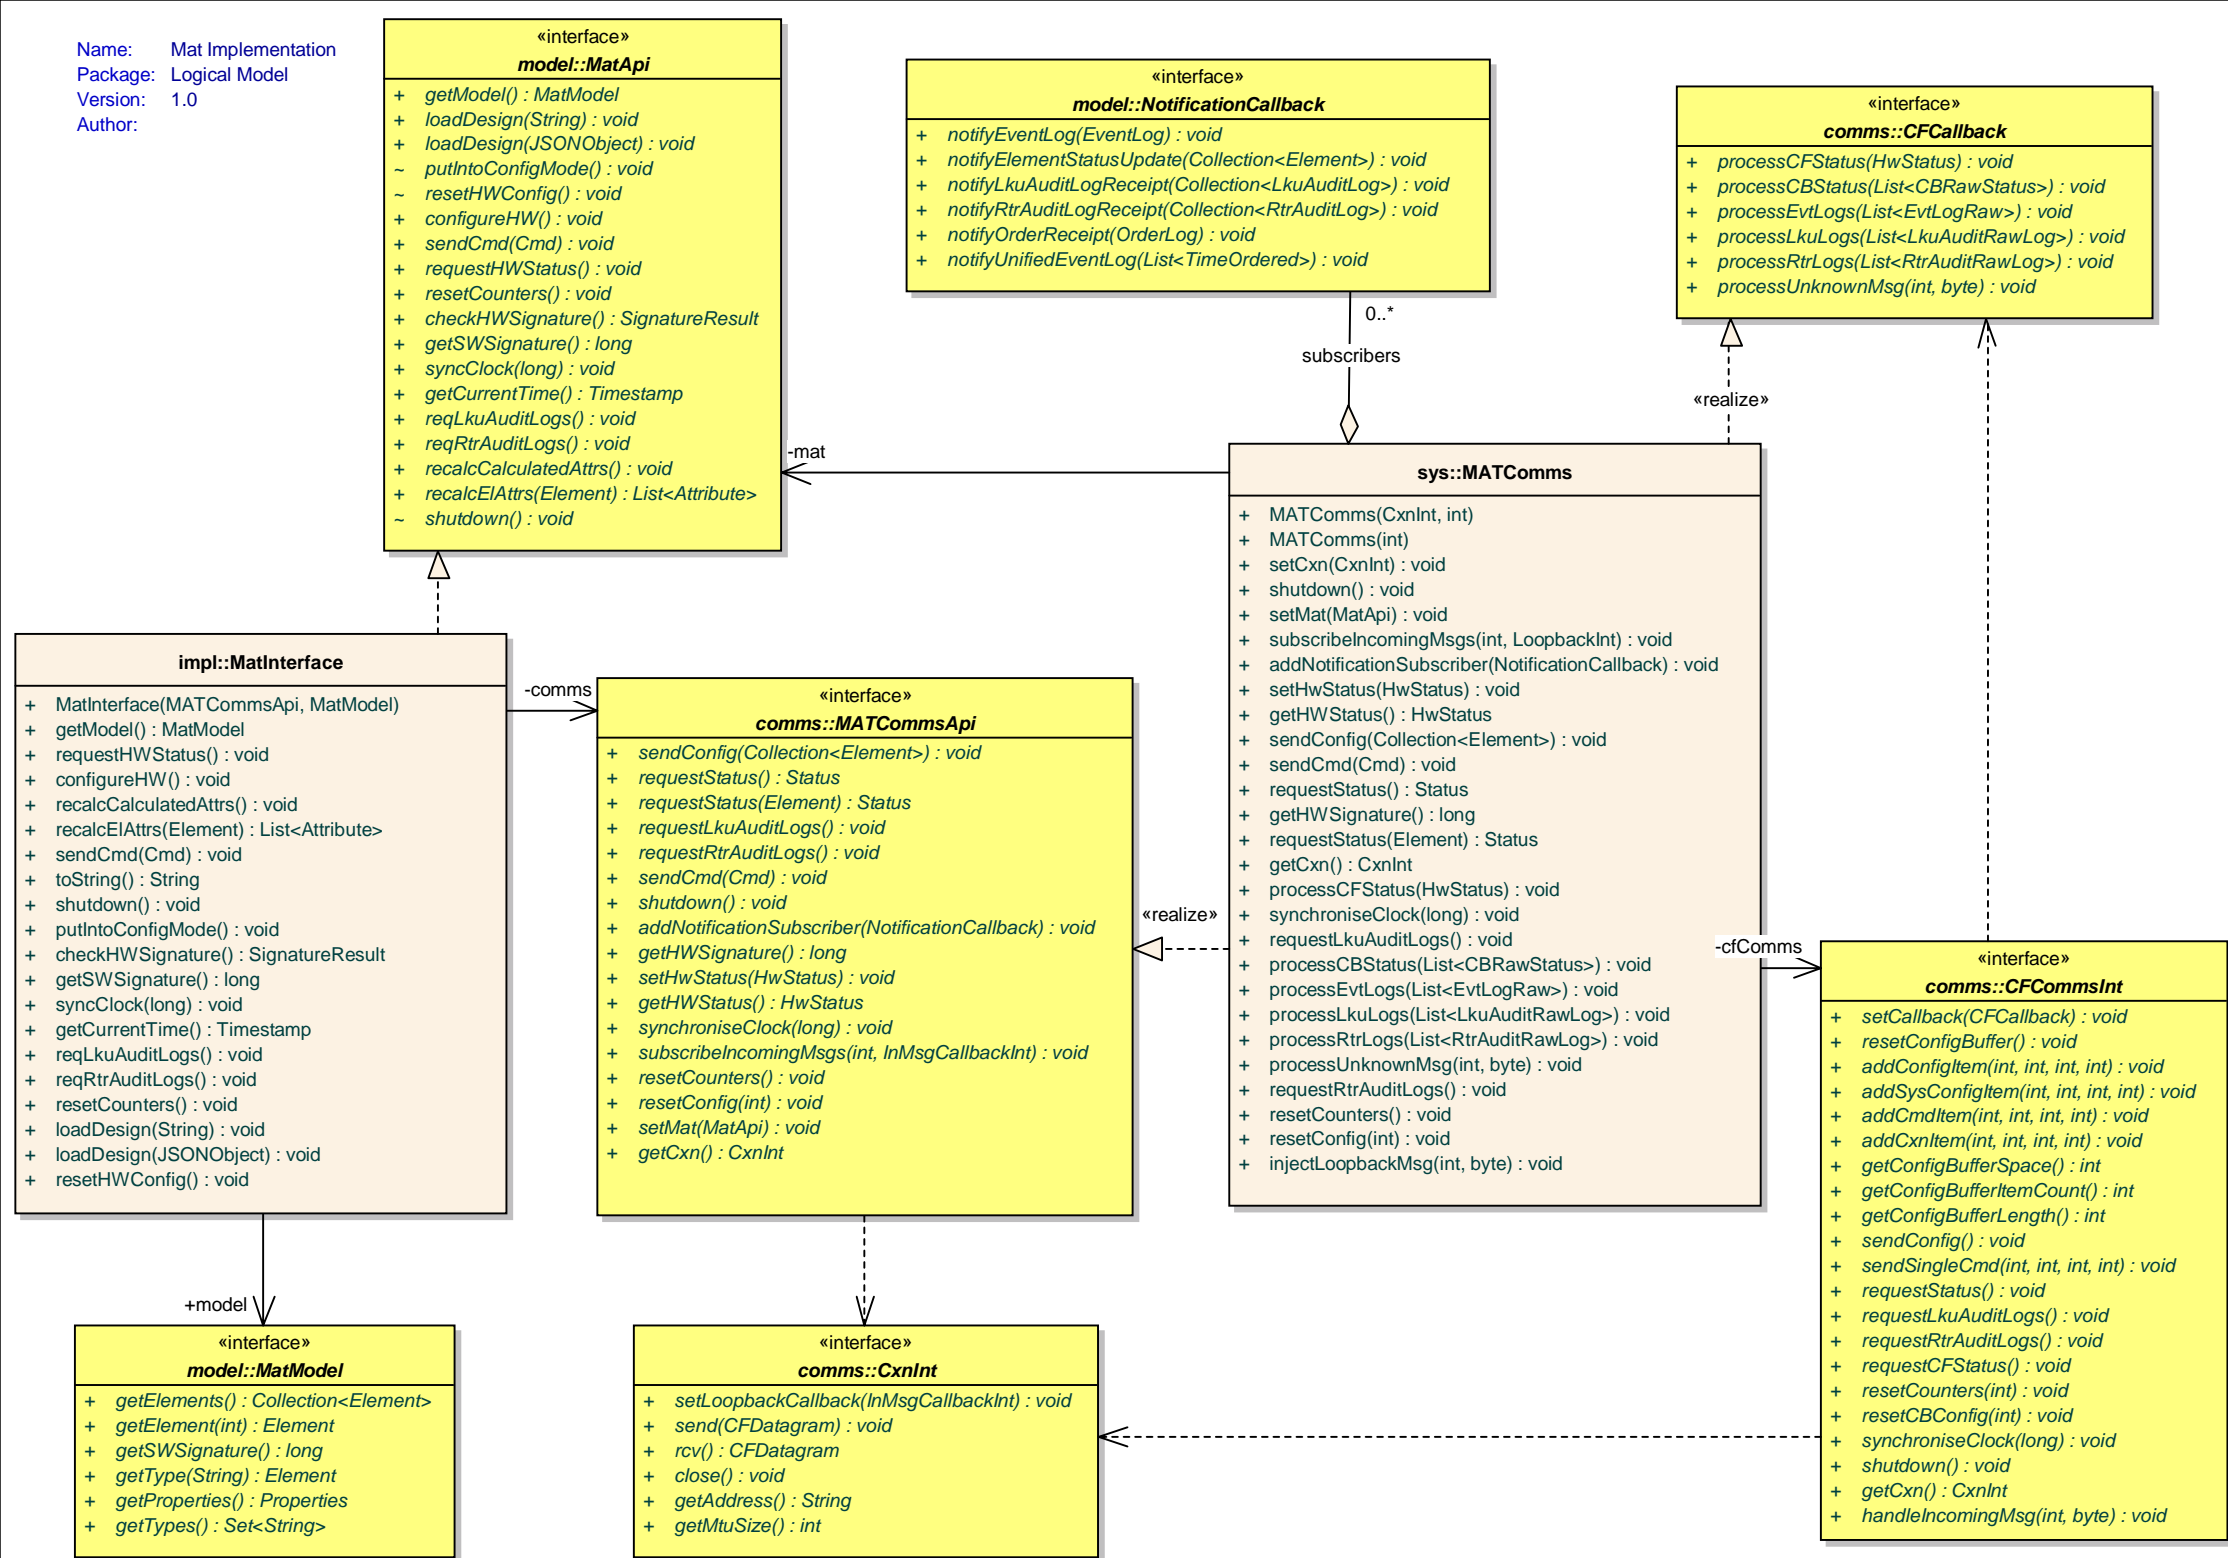 Name: Mat Implementation
Package: Logical Model
Version: 1.0
Author:
«interface»
model::MatApi
+ getModel() : MatModel
+ loadDesign(String) : void
+ loadDesign(JSONObject) : void
~ putIntoConfigMode() : void
~ resetHWConfig() : void
+ configureHW() : void
+ sendCmd(Cmd) : void
+ requestHWStatus() : void
+ resetCounters() : void
+ checkHWSignature() : SignatureResult
+ getSWSignature() : long
+ syncClock(long) : void
+ getCurrentTime() : Timestamp
+ reqLkuAuditLogs() : void
+ reqRtrAuditLogs() : void
+ recalcCalculatedAttrs() : void
+ recalcElAttrs(Element) : List<Attribute>
~ shutdown() : void
«interface»
model::NotificationCallback
+ notifyEventLog(EventLog) : void
+ notifyElementStatusUpdate(Collection<Element>) : void
+ notifyLkuAuditLogReceipt(Collection<LkuAuditLog>) : void
+ notifyRtrAuditLogReceipt(Collection<RtrAuditLog>) : void
+ notifyOrderReceipt(OrderLog) : void
+ notifyUnifiedEventLog(List<TimeOrdered>) : void
«interface»
comms::CFCallback
+ processCFStatus(HwStatus) : void
+ processCBStatus(List<CBRawStatus>) : void
+ processEvtLogs(List<EvtLogRaw>) : void
+ processLkuLogs(List<LkuAuditRawLog>) : void
+ processRtrLogs(List<RtrAuditRawLog>) : void
+ processUnknownMsg(int, byte) : void
0..*
subscribers
«realize»
-mat
sys::MATComms
+ MATComms(CxnInt, int)
+ MATComms(int)
+ setCxn(CxnInt) : void
+ shutdown() : void
+ setMat(MatApi) : void
+ subscribeIncomingMsgs(int, LoopbackInt) : void
+ addNotificationSubscriber(NotificationCallback) : void
+ setHwStatus(HwStatus) : void
+ getHWStatus() : HwStatus
+ sendConfig(Collection<Element>) : void
+ sendCmd(Cmd) : void
+ requestStatus() : Status
+ getHWSignature() : long
+ requestStatus(Element) : Status
+ getCxn() : CxnInt
+ processCFStatus(HwStatus) : void
+ synchroniseClock(long) : void
+ requestLkuAuditLogs() : void
+ processCBStatus(List<CBRawStatus>) : void
+ processEvtLogs(List<EvtLogRaw>) : void
+ processLkuLogs(List<LkuAuditRawLog>) : void
+ processRtrLogs(List<RtrAuditRawLog>) : void
+ processUnknownMsg(int, byte) : void
+ requestRtrAuditLogs() : void
+ resetCounters() : void
+ resetConfig(int) : void
+ injectLoopbackMsg(int, byte) : void
impl::MatInterface
+ MatInterface(MATCommsApi, MatModel)
+ getModel() : MatModel
+ requestHWStatus() : void
+ configureHW() : void
+ recalcCalculatedAttrs() : void
+ recalcElAttrs(Element) : List<Attribute>
+ sendCmd(Cmd) : void
+ toString() : String
+ shutdown() : void
+ putIntoConfigMode() : void
+ checkHWSignature() : SignatureResult
+ getSWSignature() : long
+ syncClock(long) : void
+ getCurrentTime() : Timestamp
+ reqLkuAuditLogs() : void
+ reqRtrAuditLogs() : void
+ resetCounters() : void
+ loadDesign(String) : void
+ loadDesign(JSONObject) : void
+ resetHWConfig() : void
-comms
«interface»
comms::MATCommsApi
+ sendConfig(Collection<Element>) : void
+ requestStatus() : Status
+ requestStatus(Element) : Status
+ requestLkuAuditLogs() : void
+ requestRtrAuditLogs() : void
+ sendCmd(Cmd) : void
+ shutdown() : void
+ addNotificationSubscriber(NotificationCallback) : void
+ getHWSignature() : long
+ setHwStatus(HwStatus) : void
+ getHWStatus() : HwStatus
+ synchroniseClock(long) : void
+ subscribeIncomingMsgs(int, InMsgCallbackInt) : void
+ resetCounters() : void
+ resetConfig(int) : void
+ setMat(MatApi) : void
+ getCxn() : CxnInt
«realize»
-cfComms
«interface»
comms::CFCommsInt
+ setCallback(CFCallback) : void
+ resetConfigBuffer() : void
+ addConfigItem(int, int, int, int) : void
+ addSysConfigItem(int, int, int, int) : void
+ addCmdItem(int, int, int, int) : void
+ addCxnItem(int, int, int, int) : void
+ getConfigBufferSpace() : int
+ getConfigBufferItemCount() : int
+ getConfigBufferLength() : int
+ sendConfig() : void
+ sendSingleCmd(int, int, int, int) : void
+ requestStatus() : void
+ requestLkuAuditLogs() : void
+ requestRtrAuditLogs() : void
+ requestCFStatus() : void
+ resetCounters(int) : void
+ resetCBConfig(int) : void
+ synchroniseClock(long) : void
+ shutdown() : void
+ getCxn() : CxnInt
+ handleIncomingMsg(int, byte) : void
+model
«interface»
model::MatModel
+ getElements() : Collection<Element>
+ getElement(int) : Element
+ getSWSignature() : long
+ getType(String) : Element
+ getProperties() : Properties
+ getTypes() : Set<String>
«interface»
comms::CxnInt
+ setLoopbackCallback(InMsgCallbackInt) : void
+ send(CFDatagram) : void
+ rcv() : CFDatagram
+ close() : void
+ getAddress() : String
+ getMtuSize() : int